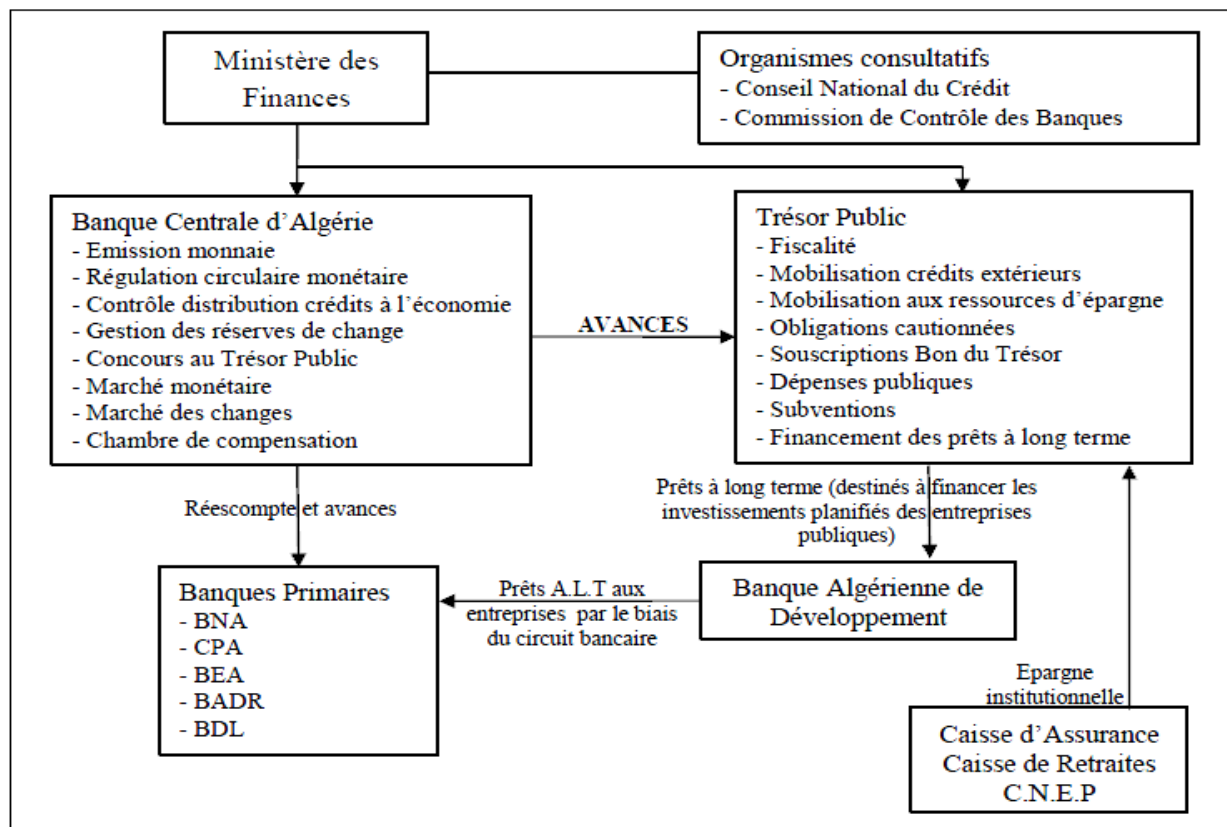 Ministère des
Finances
Organismes consultatifs
- Conseil National du Crédit
- Commission de Contrôle des Banques
Banque Centrale d’Algérie
- Emission monnaie
- Régulation circulaire monétaire
- Contrôle distribution crédits à l’économie
- Gestion des réserves de change
- Concours au Trésor Public
- Marché monétaire
- Marché des changes
- Chambre de compensation
AVANCES
Trésor Public
- Fiscalité
- Mobilisation crédits extérieurs
- Mobilisation aux ressources d’épargne
- Obligations cautionnées
- Souscriptions Bon du Trésor
- Dépenses publiques
- Subventions
- Financement des prêts à long terme
Réescompte et avances
Prêts à long terme (destinés à financer les
investissements planifiés des entreprises
publiques)
Banques Primaires
- BNA
- CPA
- BEA
- BADR
- BDL
Prêts A.L.T aux
entreprises par le biais
du circuit bancaire
Banque Algérienne de
Développement
Epargne
institutionnelle
Caisse d’Assurance
Caisse de Retraites
C.N.E.P